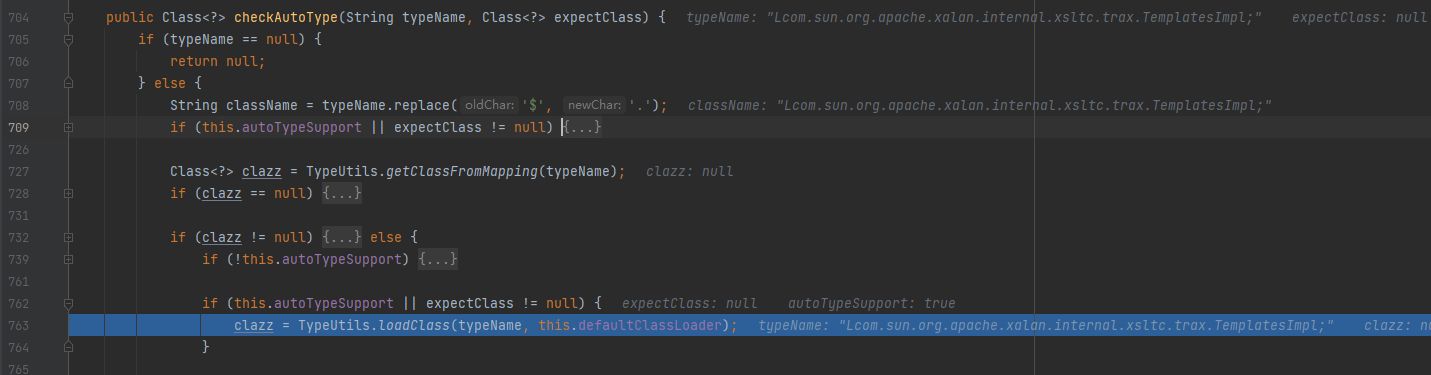 704 public Class<?> checkAutoType(String typeName, Class<?> expectClass) { typeName: "Lcom.sun.org.apache.xalan.internal.xsltc.trax.TemplatesImpl;" expectClass: null
705 if (typeName == null) {
706 return null;
707 } else {
708 String className = typeName.replace( oldChar: '$', newChar: '.'); className: "Lcom.sun.org.apache.xalan.internal.xsltc.trax.TemplatesImpl;"
709 if (this.autoTypeSupport || expectClass != null) {...}
726
727 Class<?> clazz = TypeUtils.getClassFromMapping(typeName); clazz: null
728 if (clazz == null) {...}
731
732 if (clazz != null) {...} else {
739 if (!this.autoTypeSupport) {...}
761
762 if (this.autoTypeSupport || expectClass != null) { expectClass: null autoTypeSupport: true
763 clazz = TypeUtils.loadClass(typeName, this.defaultClassLoader); typeName: "Lcom.sun.org.apache.xalan.internal.xsltc.trax.TemplatesImpl;" clazz: nu
764 }
765